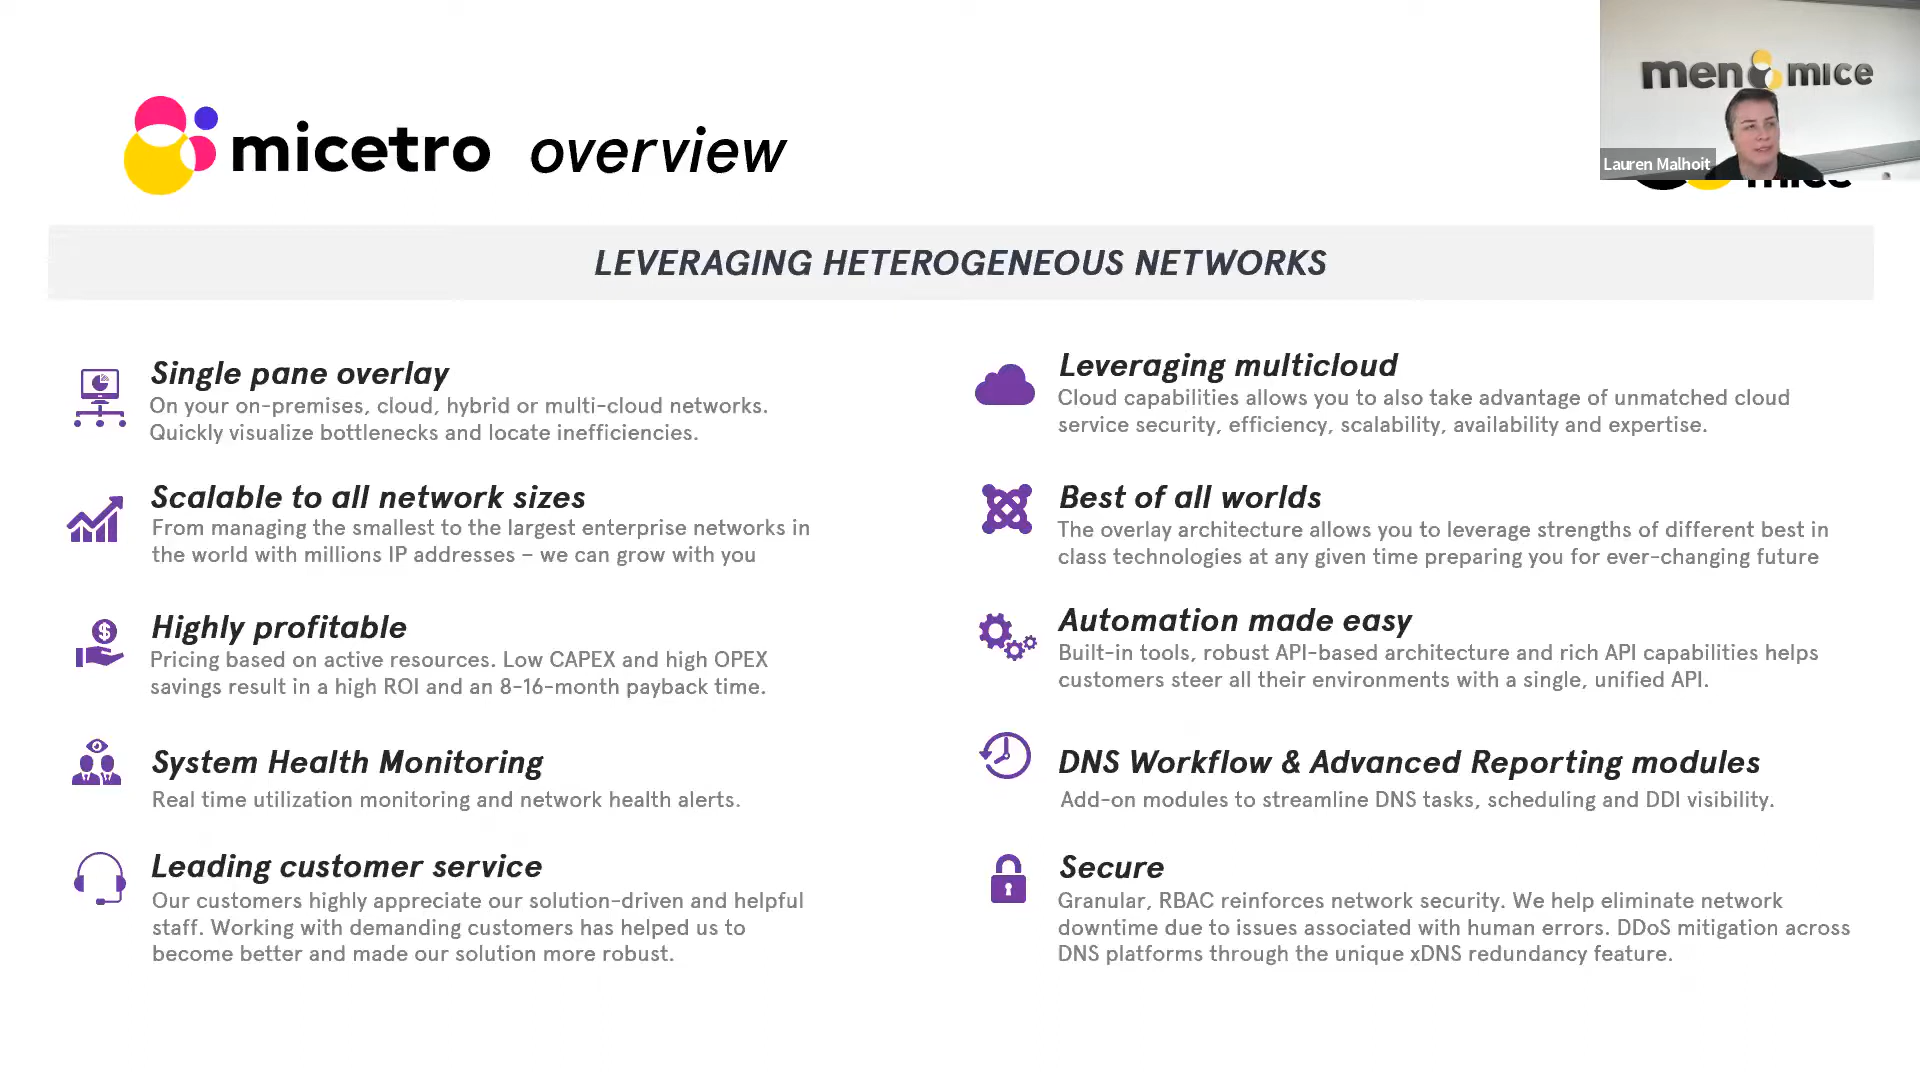 micetro overview
men&mice
Lauren Malhoit
mice
LEVERAGING HETEROGENEOUS NETWORKS
Single pane overlay
On your on-premises, cloud, hybrid or multi-cloud networks.
Quickly visualize bottlenecks and locate inefficiencies.
Scalable to all network sizes
From managing the smallest to the largest enterprise networks in
the world with millions IP addresses – we can grow with you
Highly profitable
Pricing based on active resources. Low CAPEX and high OPEX
savings result in a high ROI and an 8-16-month payback time.
System Health Monitoring
Real time utilization monitoring and network health alerts.
Leading customer service
Our customers highly appreciate our solution-driven and helpful
staff. Working with demanding customers has helped us to
become better and made our solution more robust.
Leveraging multicloud
Cloud capabilities allows you to also take advantage of unmatched cloud
service security, efficiency, scalability, availability and expertise.
Best of all worlds
The overlay architecture allows you to leverage strengths of different best in
class technologies at any given time preparing you for ever-changing future
Automation made easy
Built-in tools, robust API-based architecture and rich API capabilities helps
customers steer all their environments with a single, unified API.
DNS Workflow & Advanced Reporting modules
Add-on modules to streamline DNS tasks, scheduling and DDI visibility.
Secure
Granular, RBAC reinforces network security. We help eliminate network
downtime due to issues associated with human errors. DDoS mitigation across
DNS platforms through the unique xDNS redundancy feature.